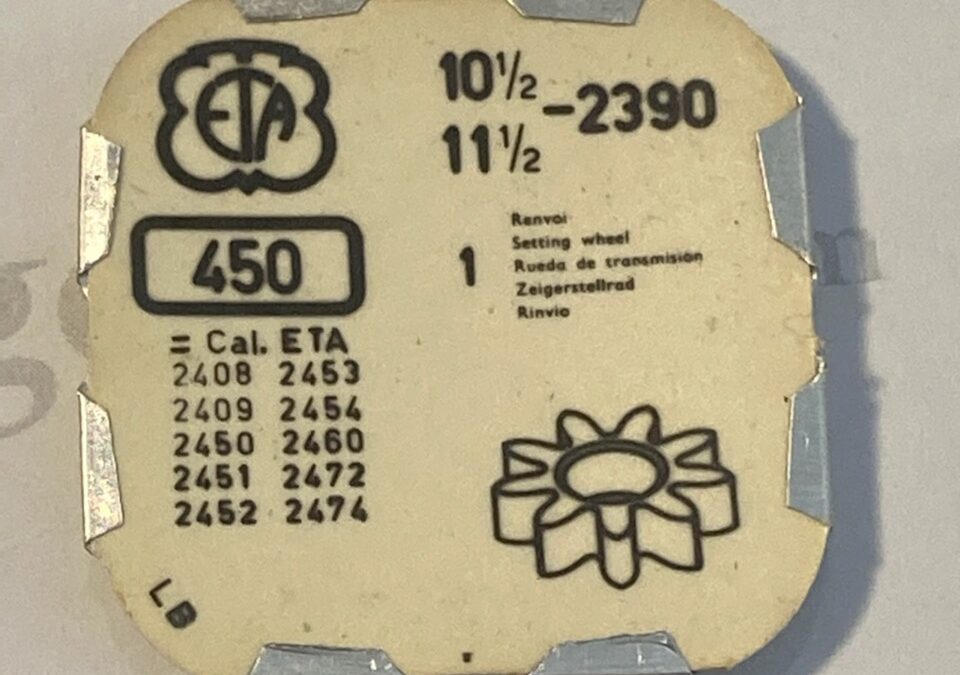 ETA
10½
11½
-2390
450
1
Renvoi
Setting wheel
Rueda de transmisión
Zeigerstellrad
Rinvio
= Cal. ETA
2408 2453
2409 2454
2450 2460
2451 2472
2452 2474
LB